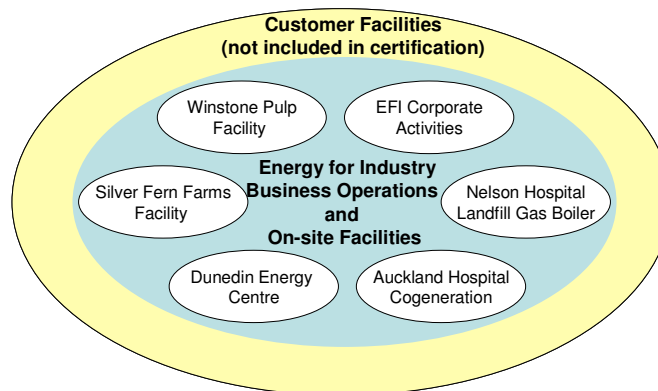 Customer Facilities
(not included in certification)
Winstone Pulp
Facility
EFI Corporate
Activities
Energy for Industry
Business Operations
and
On-site Facilities
Silver Fern Farms
Facility
Nelson Hospital
Landfill Gas Boiler
Dunedin Energy
Centre
Auckland Hospital
Cogeneration